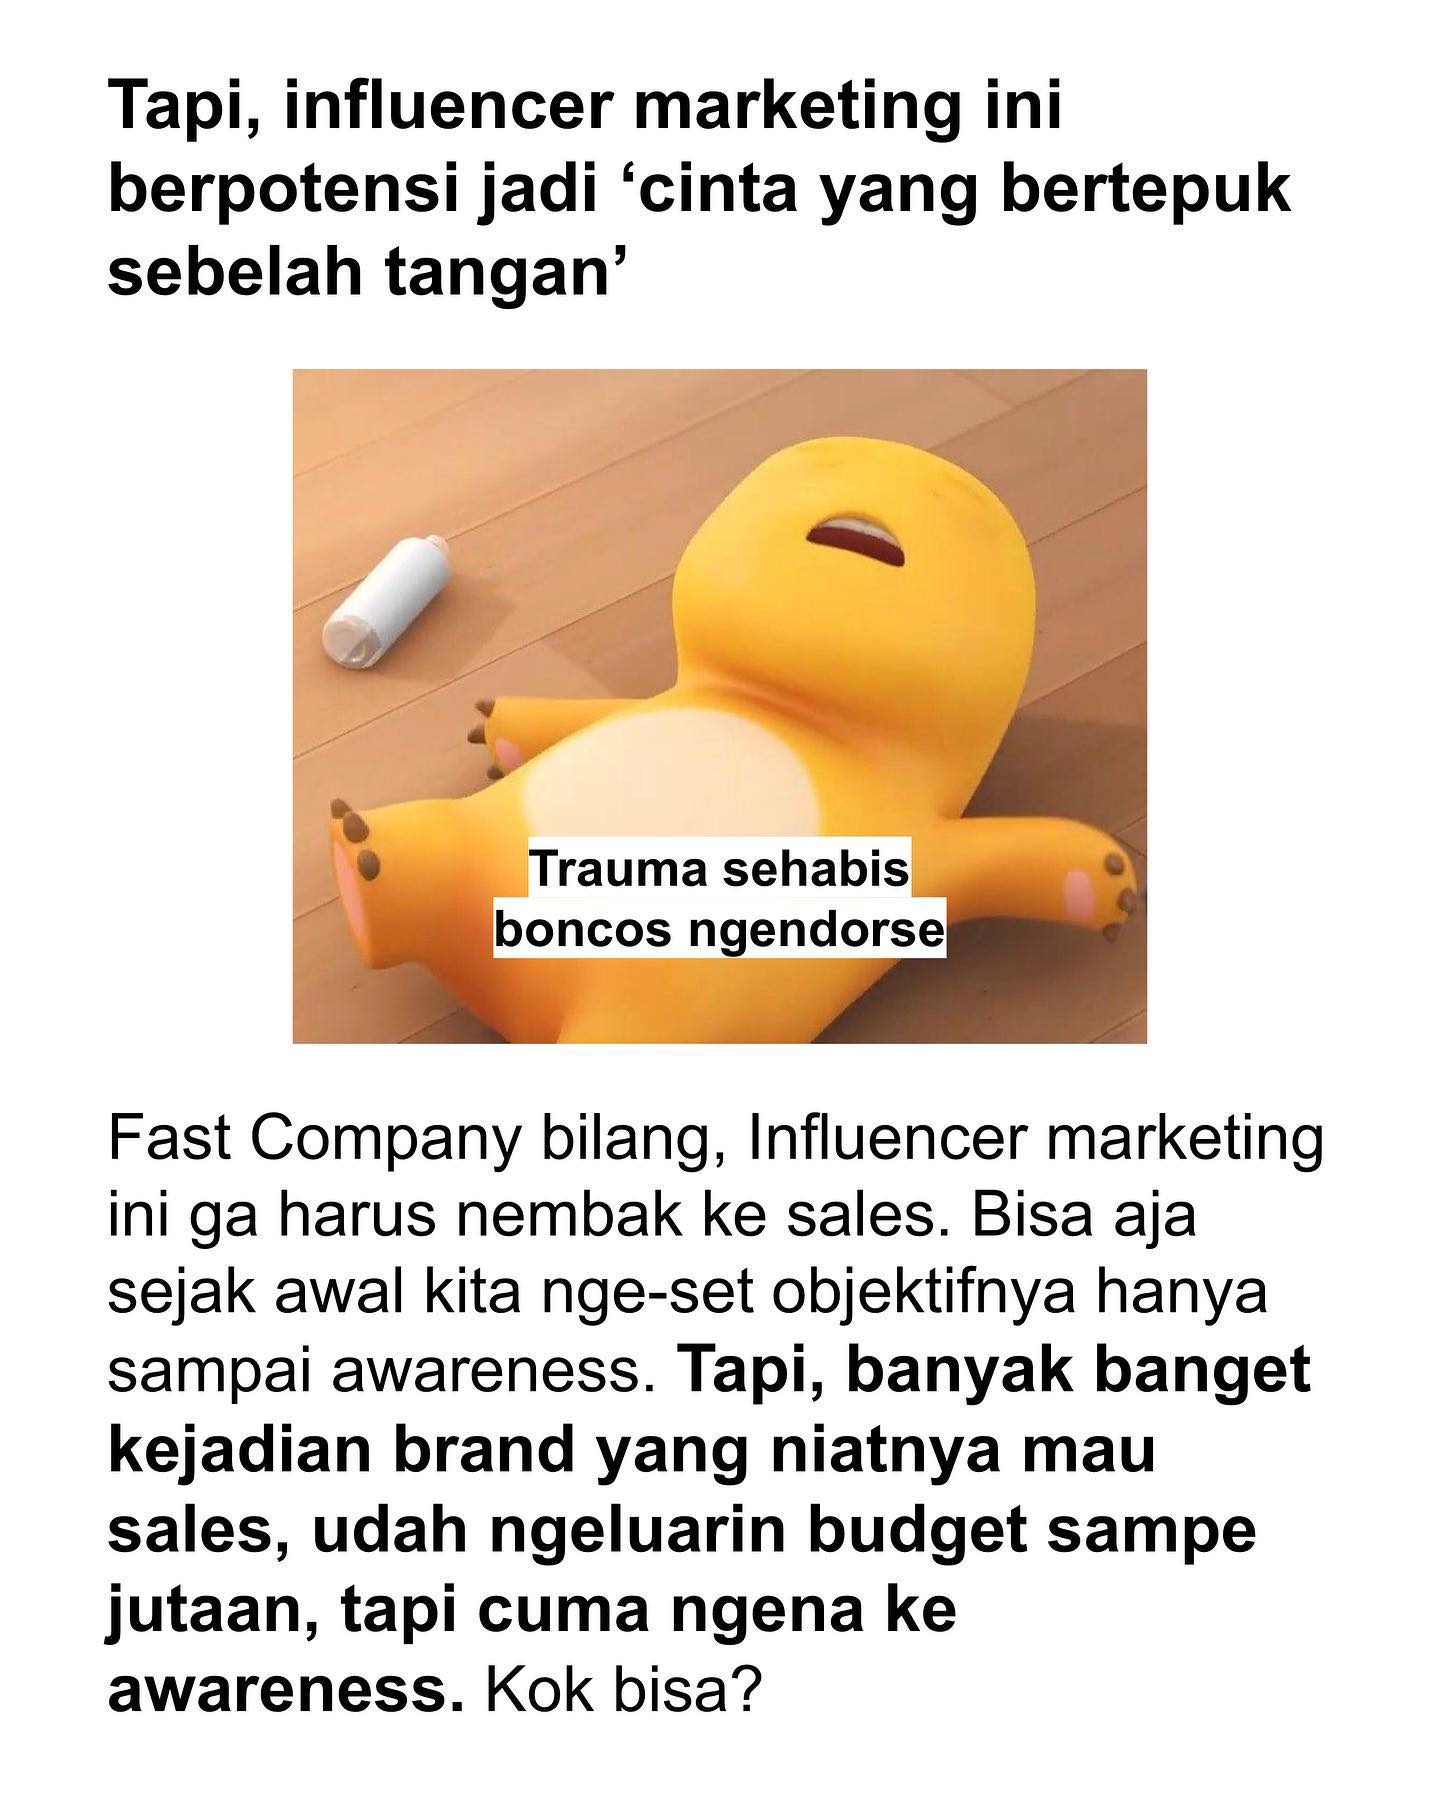 Tapi, influencer marketing ini
berpotensi jadi ‘cinta yang bertepuk
sebelah tangan’
Trauma sehabis
boncos ngendorse
Fast Company bilang, Influencer marketing
ini ga harus nembak ke sales. Bisa aja
sejak awal kita nge-set objektifnya hanya
sampai awareness. Tapi, banyak banget
kejadian brand yang niatnya mau
sales, udah ngeluarin budget sampe
jutaan, tapi cuma ngena ke
awareness. Kok bisa?